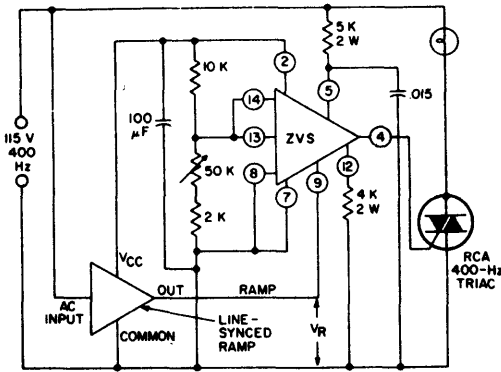 5 K
2 W
10 K
2
5
.015
14
100
µF
13
ZVS
4
115 V
400
Hz
50 K
8
7
9
12
4 K
2 W
2 K
VCC
RCA
400-Hz
TRIAC
OUT
RAMP
AC
INPUT
LINE-
SYNCED
RAMP
VR
COMMON